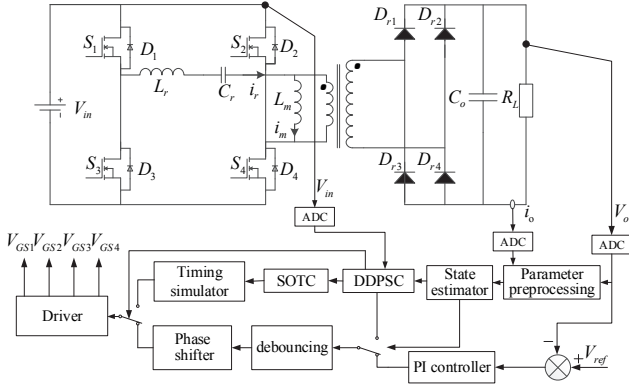 S1 D1 S2 D2 Dr1 Dr2
Lr Cr ir Lm im
Vin Co RL
S3 D3 S4 D4 Dr3 Dr4
Vin io Vo
ADC ADC ADC
VGS1 VGS2 VGS3 VGS4
Timing simulator
SOTC
DDPSC
State estimator
Parameter preprocessing
Driver
Phase shifter
debouncing
PI controller
− + Vref